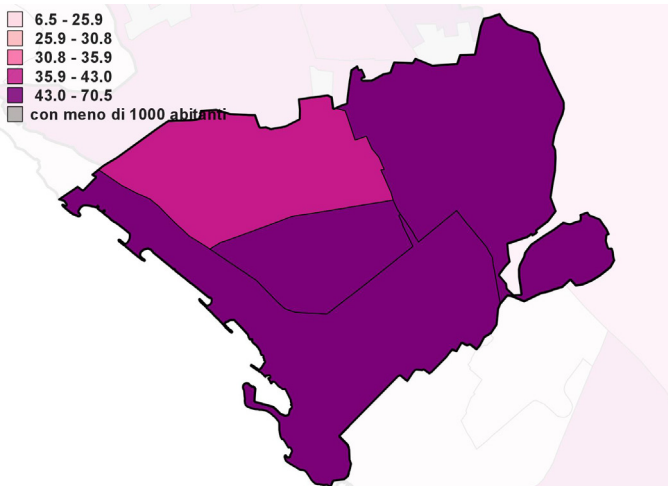 6.5 - 25.9
25.9 - 30.8
30.8 - 35.9
35.9 - 43.0
43.0 - 70.5
con meno di 1000 abitanti